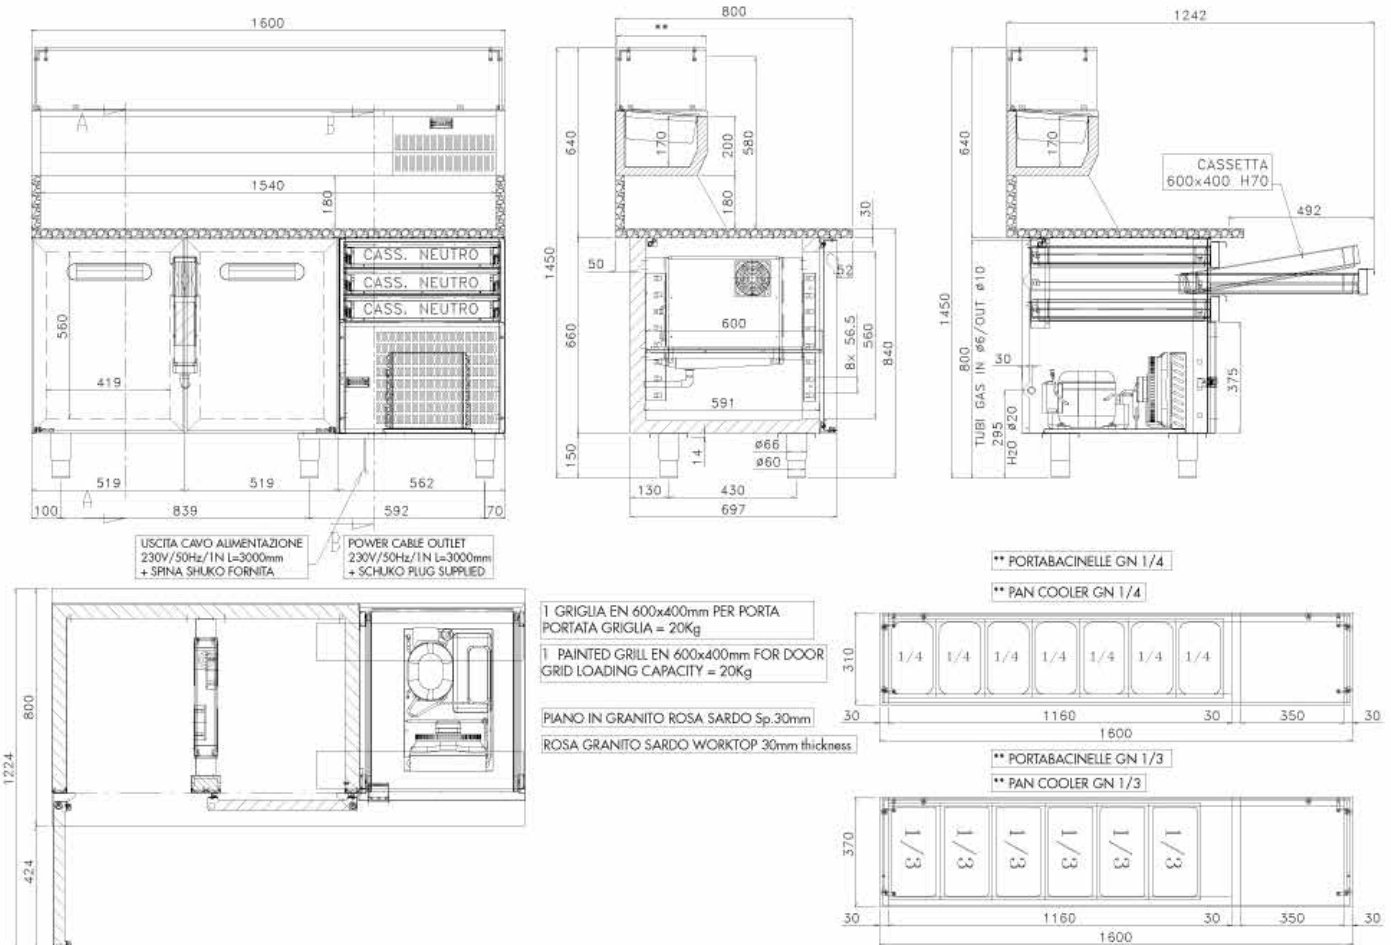 1600
A
B
1540
180
CASS. NEUTRO
CASS. NEUTRO
CASS. NEUTRO
560
419
519
519
562
100
A
839
592
B
70
USCITA CAVO ALIMENTAZIONE
230V/50Hz/1N L=3000mm
+ SPINA SHUKO FORNITA
POWER CABLE OUTLET
230V/50Hz/1N L=3000mm
+ SCHUKO PLUG SUPPLIED
800
**
640
170
200
580
180
30
1450
50
52
600
8x 56.5
560
840
660
591
150
14
ø66
ø60
130
430
697
1242
640
170
CASSETTA
600x400 H70
492
1450
800
TUBI GAS IN ø6/OUT ø10
30
295
H20 ø20
375
800
1224
424
1 GRIGLIA EN 600x400mm PER PORTA
PORTATA GRIGLIA = 20Kg
1 PAINTED GRILL EN 600x400mm FOR DOOR
GRID LOADING CAPACITY = 20Kg
PIANO IN GRANITO ROSA SARDO Sp.30mm
ROSA GRANITO SARDO WORKTOP 30mm thickness
** PORTABACINELLE GN 1/4
** PAN COOLER GN 1/4
310
1/4 1/4 1/4 1/4 1/4 1/4 1/4
30 1160 30 350 30
1600
** PORTABACINELLE GN 1/3
** PAN COOLER GN 1/3
370
1/3 1/3 1/3 1/3 1/3 1/3
30 1160 30 350 30
1600